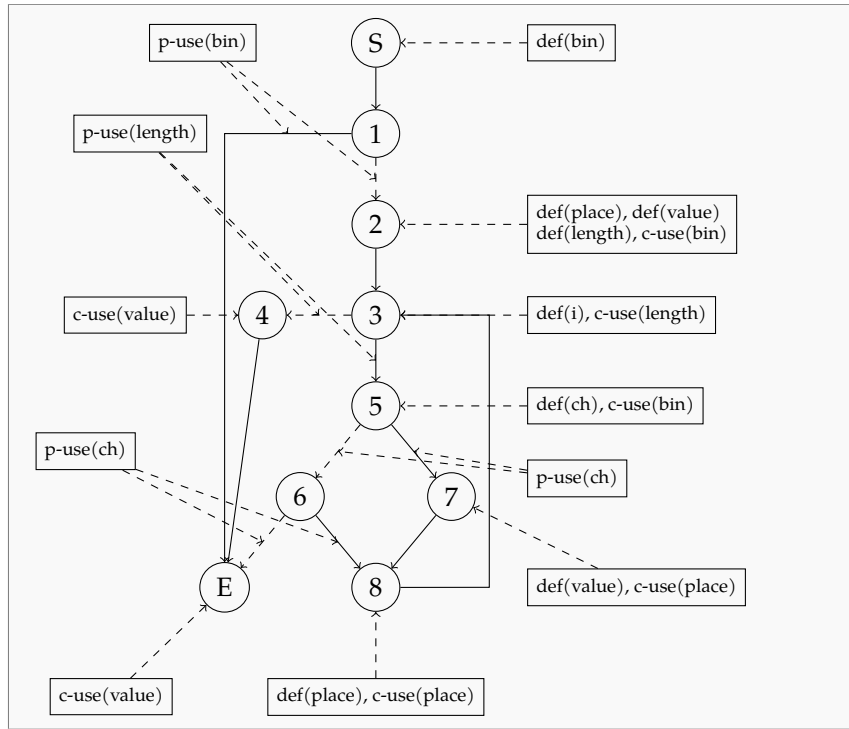 p-use(bin)
S
def(bin)
p-use(length)
1
2
def(place), def(value)
def(length), c-use(bin)
c-use(value)
4
3
def(i), c-use(length)
5
def(ch), c-use(bin)
p-use(ch)
6
7
p-use(ch)
E
8
def(value), c-use(place)
c-use(value)
def(place), c-use(place)